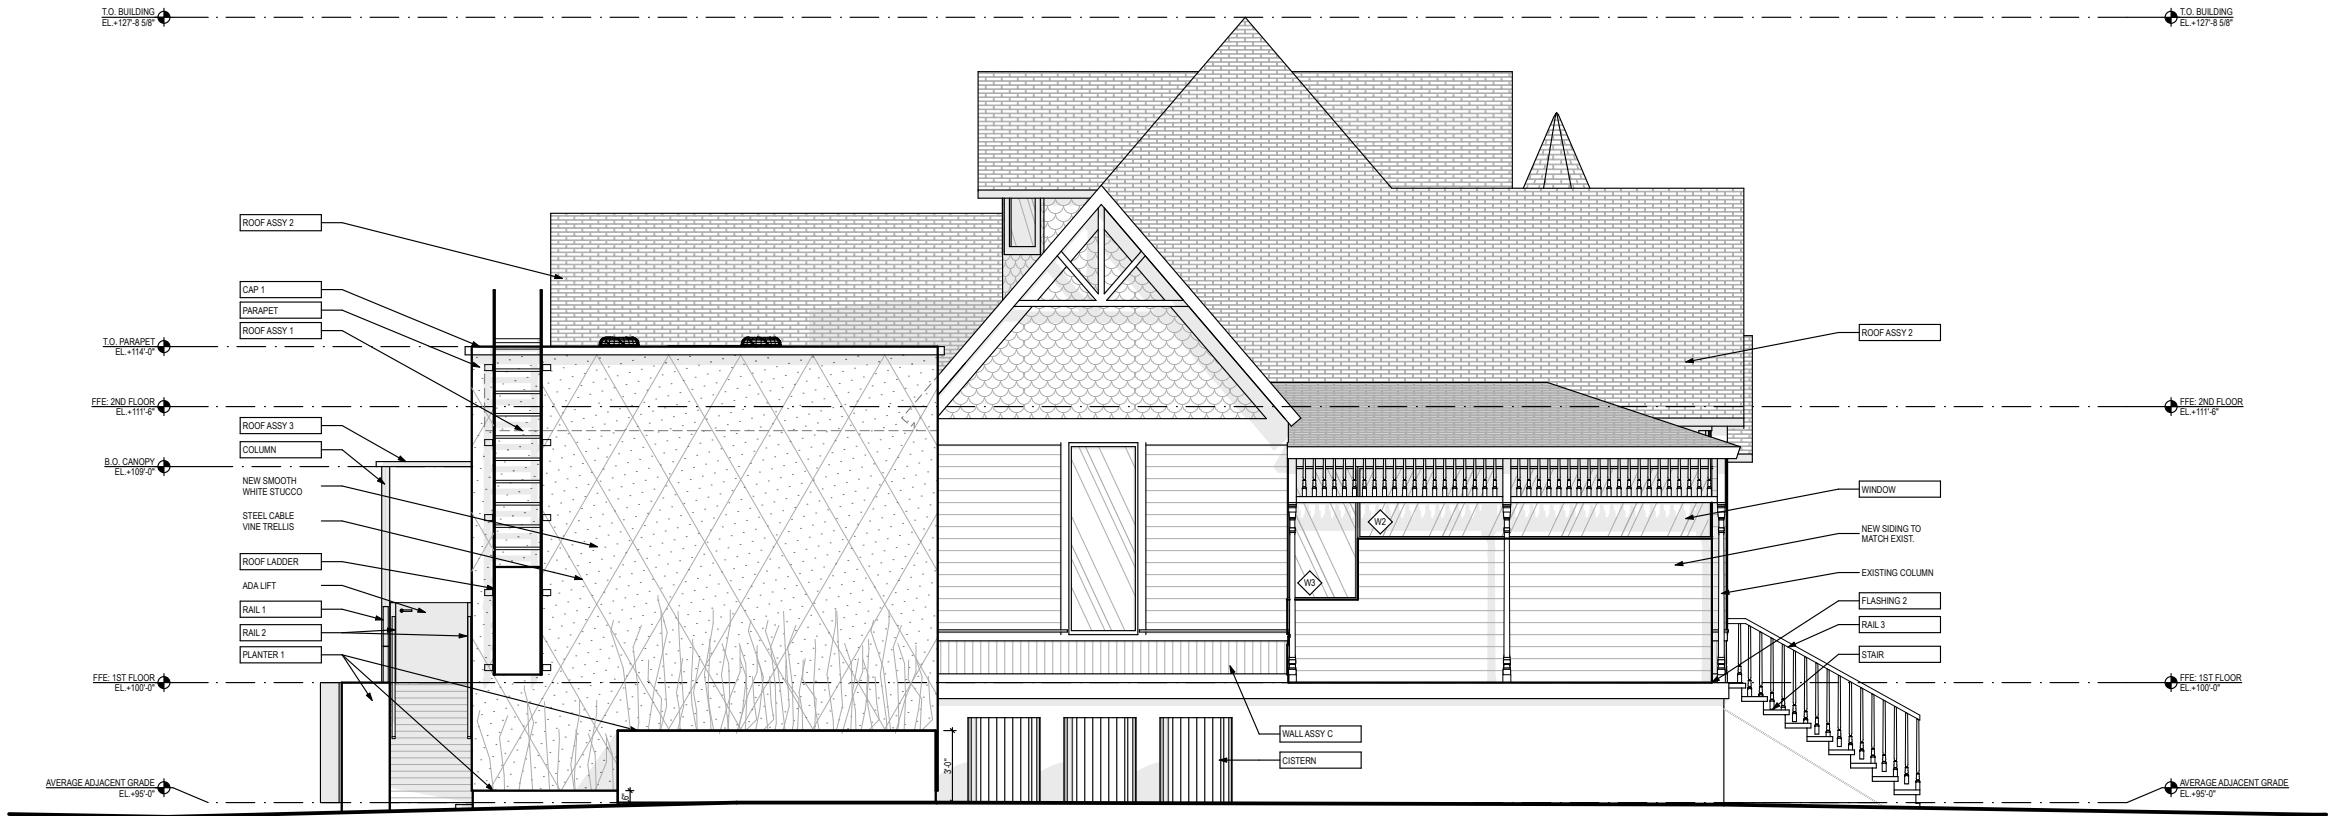 T.O. BUILDING
EL.+127'-8 5/8"
T.O. BUILDING
EL.+127'-8 5/8"
ROOF ASSY 2
CAP 1
PARAPET
ROOF ASSY 1
T.O. PARAPET
EL.+114'-0"
FFE: 2ND FLOOR
EL.+111'-6"
ROOF ASSY 3
COLUMN
B.O. CANOPY
EL.+109'-0"
NEW SMOOTH
WHITE STUCCO
STEEL CABLE
VINE TRELLIS
ROOF LADDER
ADA LIFT
RAIL 1
RAIL 2
PLANTER 1
FFE: 1ST FLOOR
EL.+100'-0"
AVERAGE ADJACENT GRADE
EL.+95'-0"
6"
3'-0"
W2
W3
WALL ASSY C
CISTERN
ROOF ASSY 2
FFE: 2ND FLOOR
EL.+111'-6"
WINDOW
NEW SIDING TO
MATCH EXIST.
EXISTING COLUMN
FLASHING 2
RAIL 3
STAIR
FFE: 1ST FLOOR
EL.+100'-0"
AVERAGE ADJACENT GRADE
EL.+95'-0"